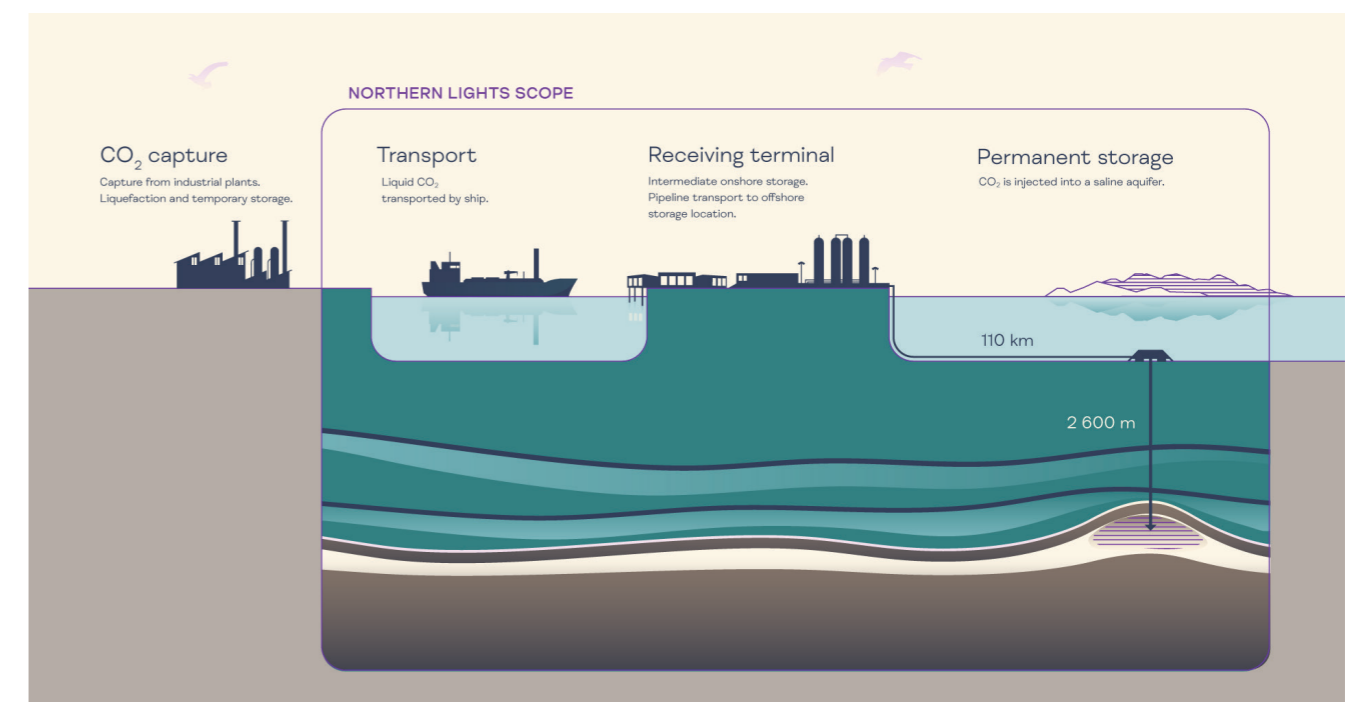 NORTHERN LIGHTS SCOPE
CO₂ capture
Capture from industrial plants.
Liquefaction and temporary storage.
Transport
Liquid CO₂
transported by ship.
Receiving terminal
Intermediate onshore storage.
Pipeline transport to offshore
storage location.
Permanent storage
CO₂ is injected into a saline aquifer.
110 km
2 600 m